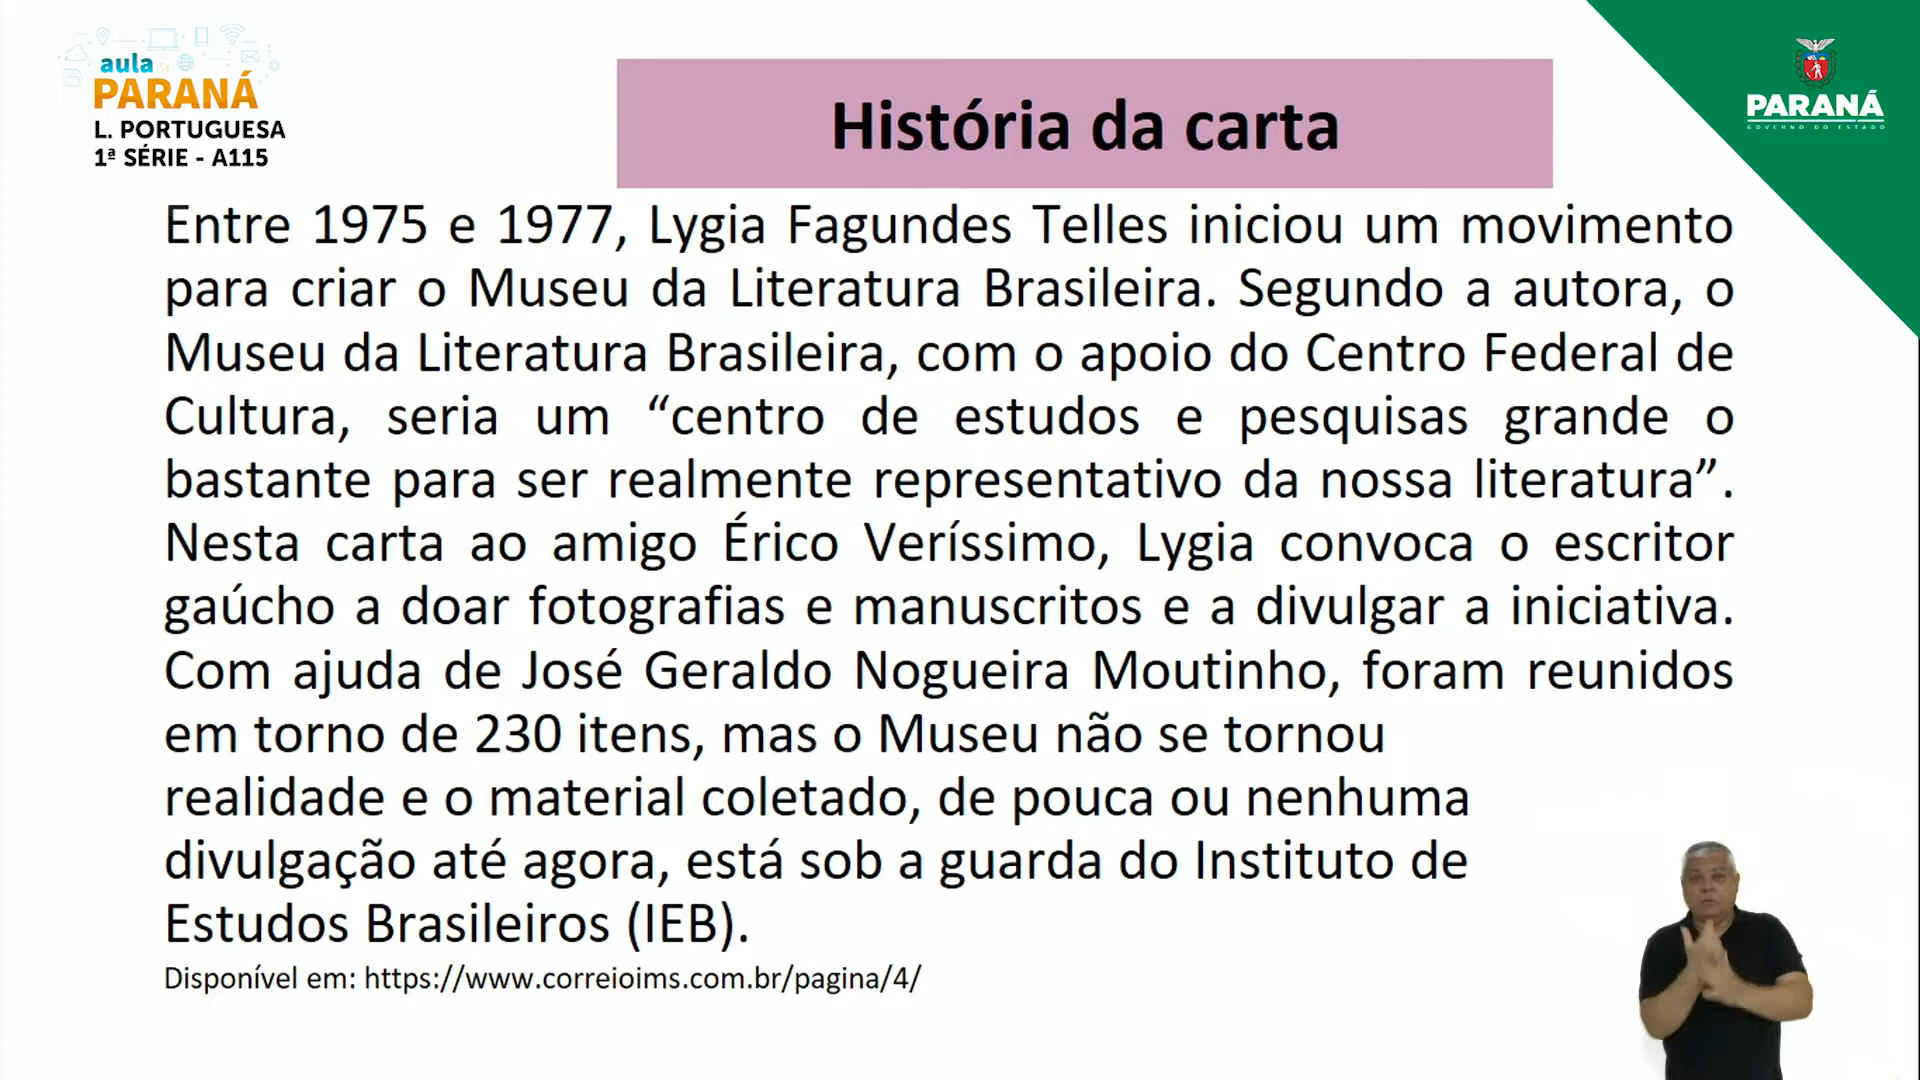 aula
PARANÁ
L. PORTUGUESA
1ª SÉRIE - A115
História da carta
PARANÁ
GOVERNO DO ESTADO
Entre 1975 e 1977, Lygia Fagundes Telles iniciou um movimento
para criar o Museu da Literatura Brasileira. Segundo a autora, o
Museu da Literatura Brasileira, com o apoio do Centro Federal de
Cultura, seria um “centro de estudos e pesquisas grande o
bastante para ser realmente representativo da nossa literatura”.
Nesta carta ao amigo Érico Veríssimo, Lygia convoca o escritor
gaúcho a doar fotografias e manuscritos e a divulgar a iniciativa.
Com ajuda de José Geraldo Nogueira Moutinho, foram reunidos
em torno de 230 itens, mas o Museu não se tornou
realidade e o material coletado, de pouca ou nenhuma
divulgação até agora, está sob a guarda do Instituto de
Estudos Brasileiros (IEB).
Disponível em: https://www.correioims.com.br/pagina/4/